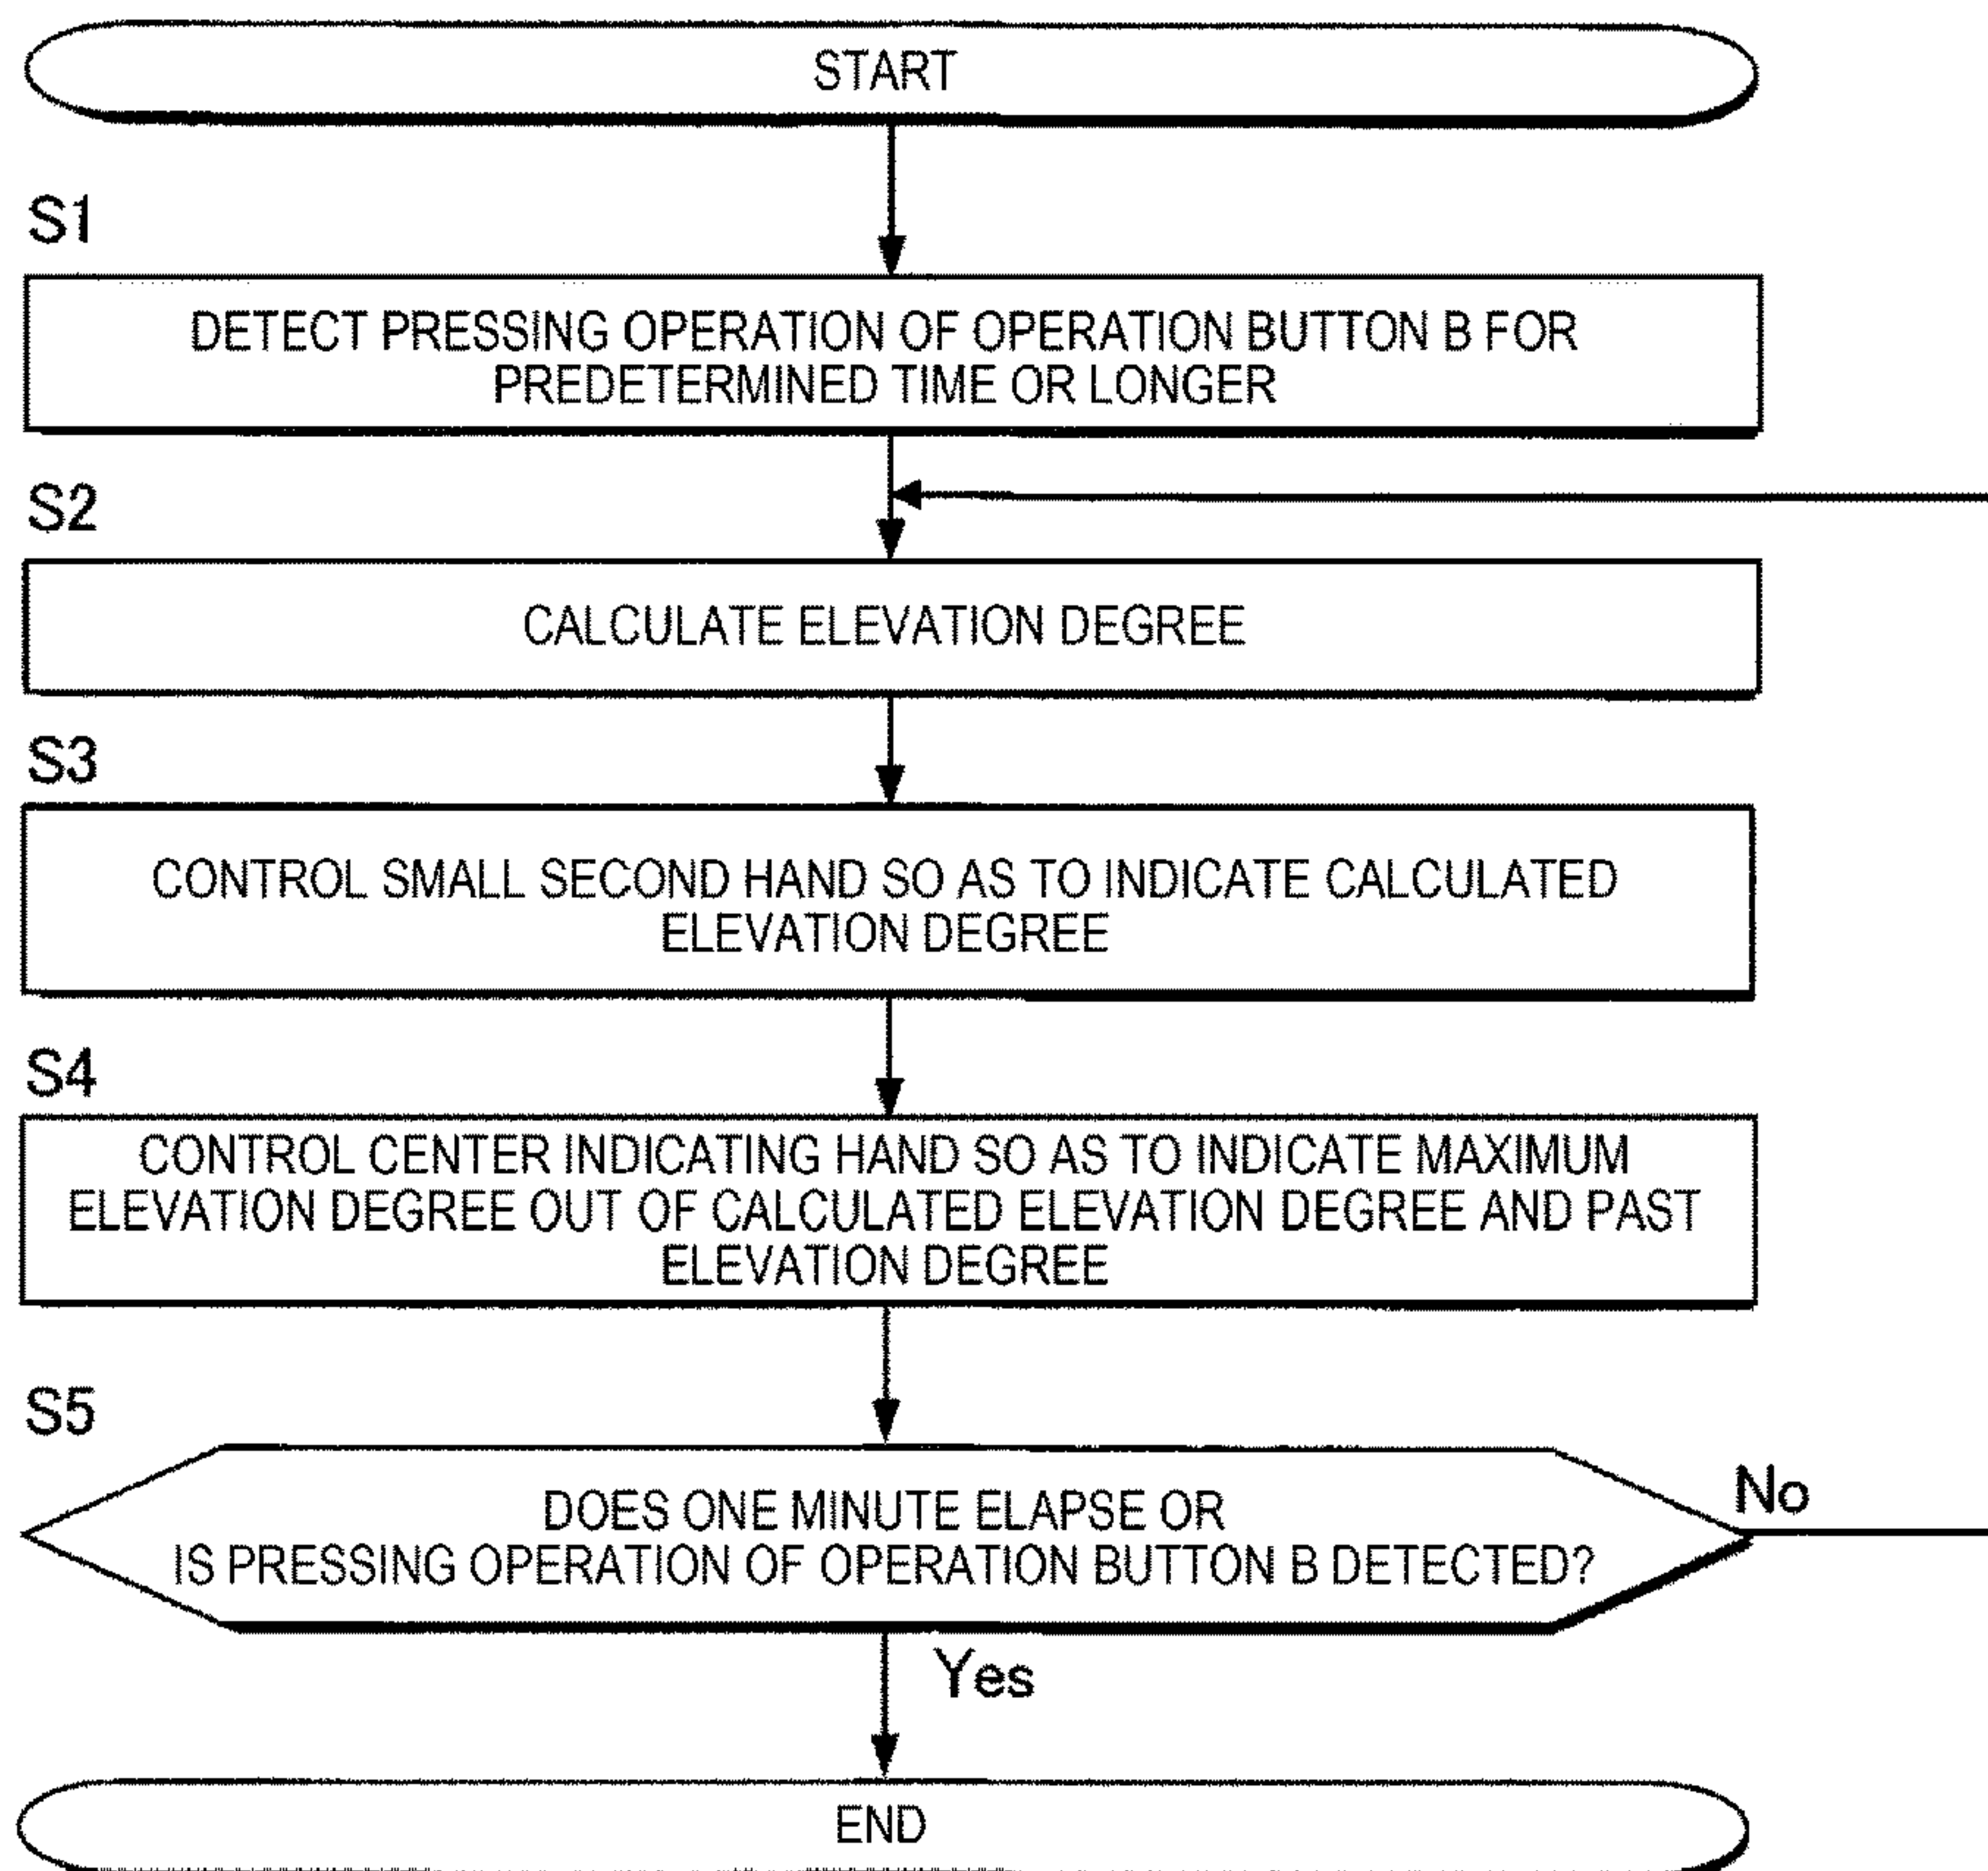 START
S1
DETECT PRESSING OPERATION OF OPERATION BUTTON B FOR
PREDETERMINED TIME OR LONGER
S2
CALCULATE ELEVATION DEGREE
S3
CONTROL SMALL SECOND HAND SO AS TO INDICATE CALCULATED
ELEVATION DEGREE
S4
CONTROL CENTER INDICATING HAND SO AS TO INDICATE MAXIMUM
ELEVATION DEGREE OUT OF CALCULATED ELEVATION DEGREE AND PAST
ELEVATION DEGREE
S5
DOES ONE MINUTE ELAPSE OR
IS PRESSING OPERATION OF OPERATION BUTTON B DETECTED?
No
Yes
END